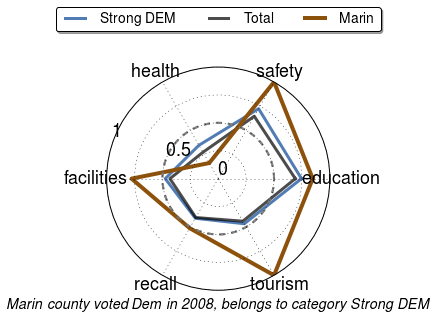 Strong DEM Total Marin
health safety
1
0.5
0
facilities education
recall tourism
Marin county voted Dem in 2008, belongs to category Strong DEM